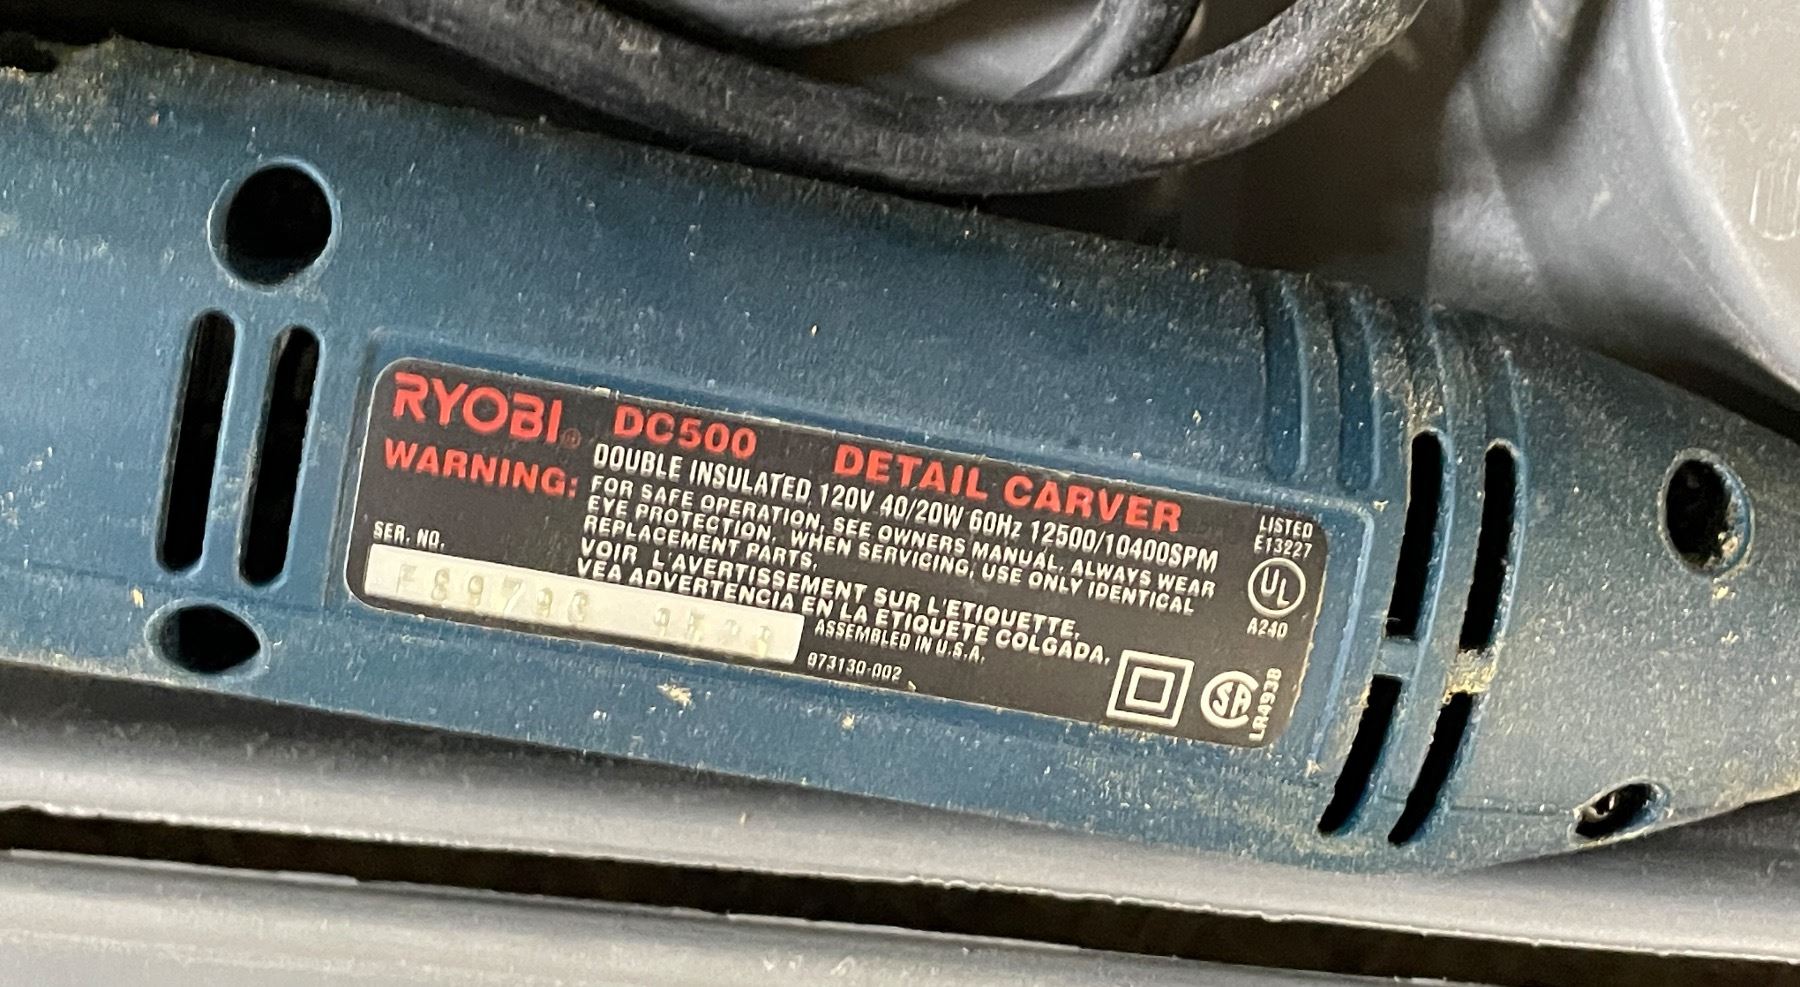 RYOBI® DC500 DETAIL CARVER
WARNING:
DOUBLE INSULATED 120V 40/20W 60Hz 12500/10400SPM
FOR SAFE OPERATION, SEE OWNERS MANUAL. ALWAYS WEAR
EYE PROTECTION. WHEN SERVICING, USE ONLY IDENTICAL
REPLACEMENT PARTS.
VOIR L'AVERTISSEMENT SUR L'ETIQUETTE.
VEA ADVERTENCIA EN LA ETIQUETE COLGADA.
SER. NO.
ASSEMBLED IN U.S.A.
973130-002
LISTED
E13227
UL
A240
SA
LR4938